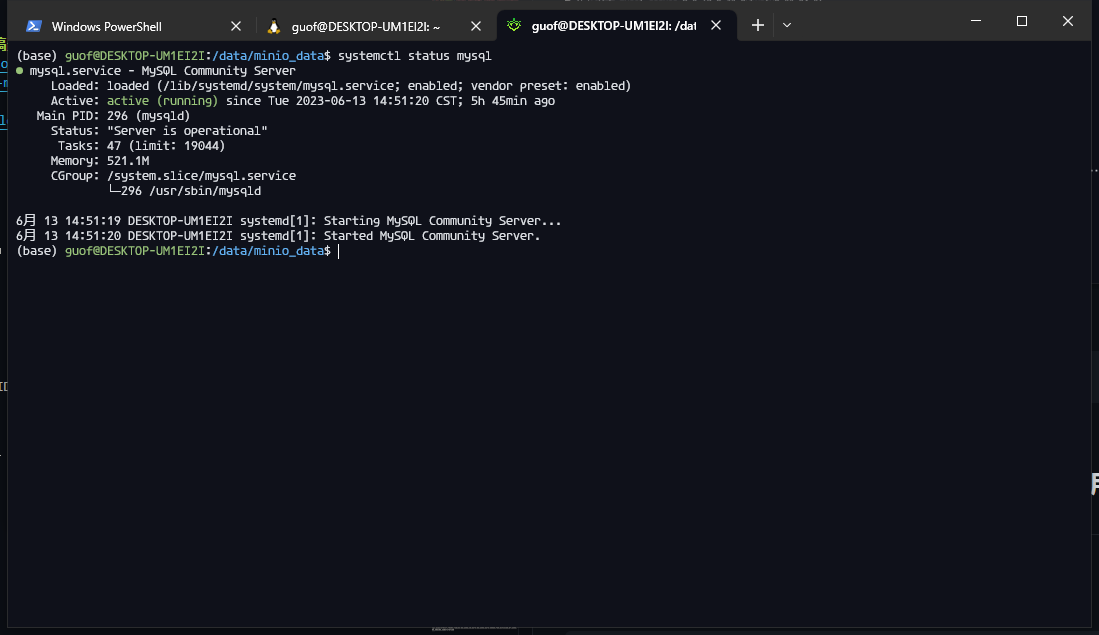 Windows PowerShell
guof@DESKTOP-UM1EI2I: ~
guof@DESKTOP-UM1EI2I: /dat
(base) guof@DESKTOP-UM1EI2I:/data/minio_data$ systemctl status mysql
● mysql.service - MySQL Community Server
Loaded: loaded (/lib/systemd/system/mysql.service; enabled; vendor preset: enabled)
Active: active (running) since Tue 2023-06-13 14:51:20 CST; 5h 45min ago
Main PID: 296 (mysqld)
Status: "Server is operational"
Tasks: 47 (limit: 19044)
Memory: 521.1M
CGroup: /system.slice/mysql.service
└─296 /usr/sbin/mysqld
6月 13 14:51:19 DESKTOP-UM1EI2I systemd[1]: Starting MySQL Community Server...
6月 13 14:51:20 DESKTOP-UM1EI2I systemd[1]: Started MySQL Community Server.
(base) guof@DESKTOP-UM1EI2I:/data/minio_data$